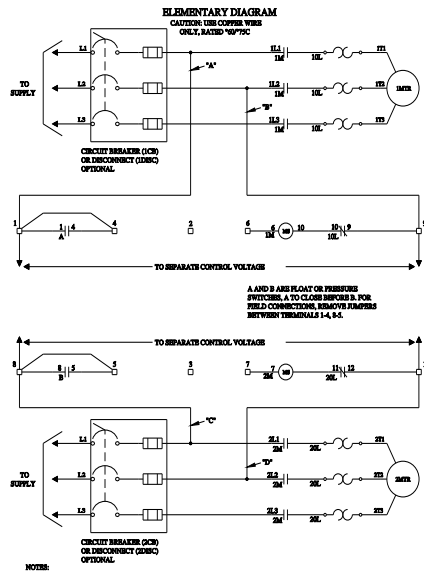 ELEMENTARY DIAGRAM
CAUTION: USE COPPER WIRE
ONLY, RATED "60/"75C
L1
1L1
1M
10L
1T1
"A"
TO
SUPPLY
L2
1L2
1M
10L
1T2
1MTR
"B"
L3
1L3
1M
10L
1T3
CIRCUIT BREAKER (1CB)
OR DISCONNECT (1DISC)
OPTIONAL
1
1
4
A
4
2
6
6
1M
10
10
9
10L
9
TO SEPARATE CONTROL VOLTAGE
A AND B ARE FLOAT OR PRESSURE
SWITCHES, A TO CLOSE BEFORE B. FOR
FIELD CONNECTIONS, REMOVE JUMPERS
BETWEEN TERMINALS 1-4, 8-5.
TO SEPARATE CONTROL VOLTAGE
8
8
5
B
5
3
7
7
2M
11
12
20L
"C"
L1
2L1
2M
20L
2T1
"D"
TO
SUPPLY
L2
2L2
2M
20L
2T2
2MTR
L3
2L3
2M
20L
2T3
CIRCUIT BREAKER (2CB)
OR DISCONNECT (2DISC)
OPTIONAL
NOTES: